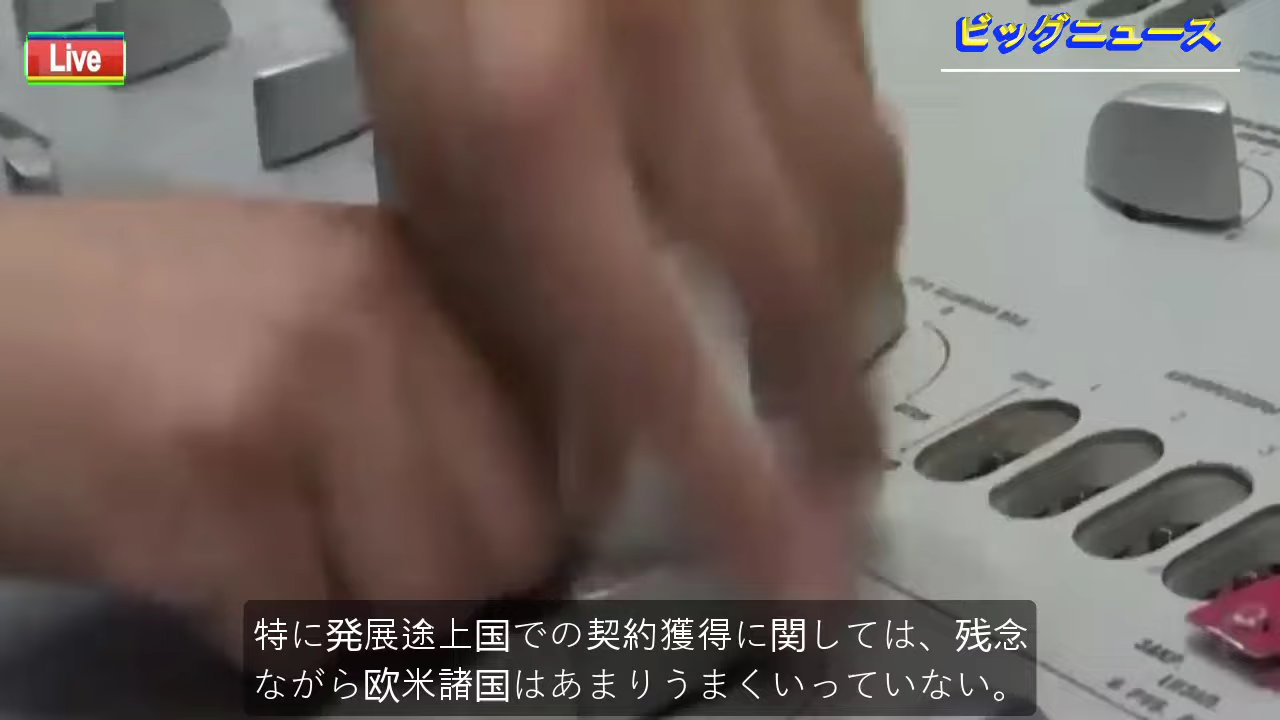 Live
ビッグニュース
特に発展途上国での契約獲得に関しては、残念
ながら欧米諸国はあまりうまくいっていない。